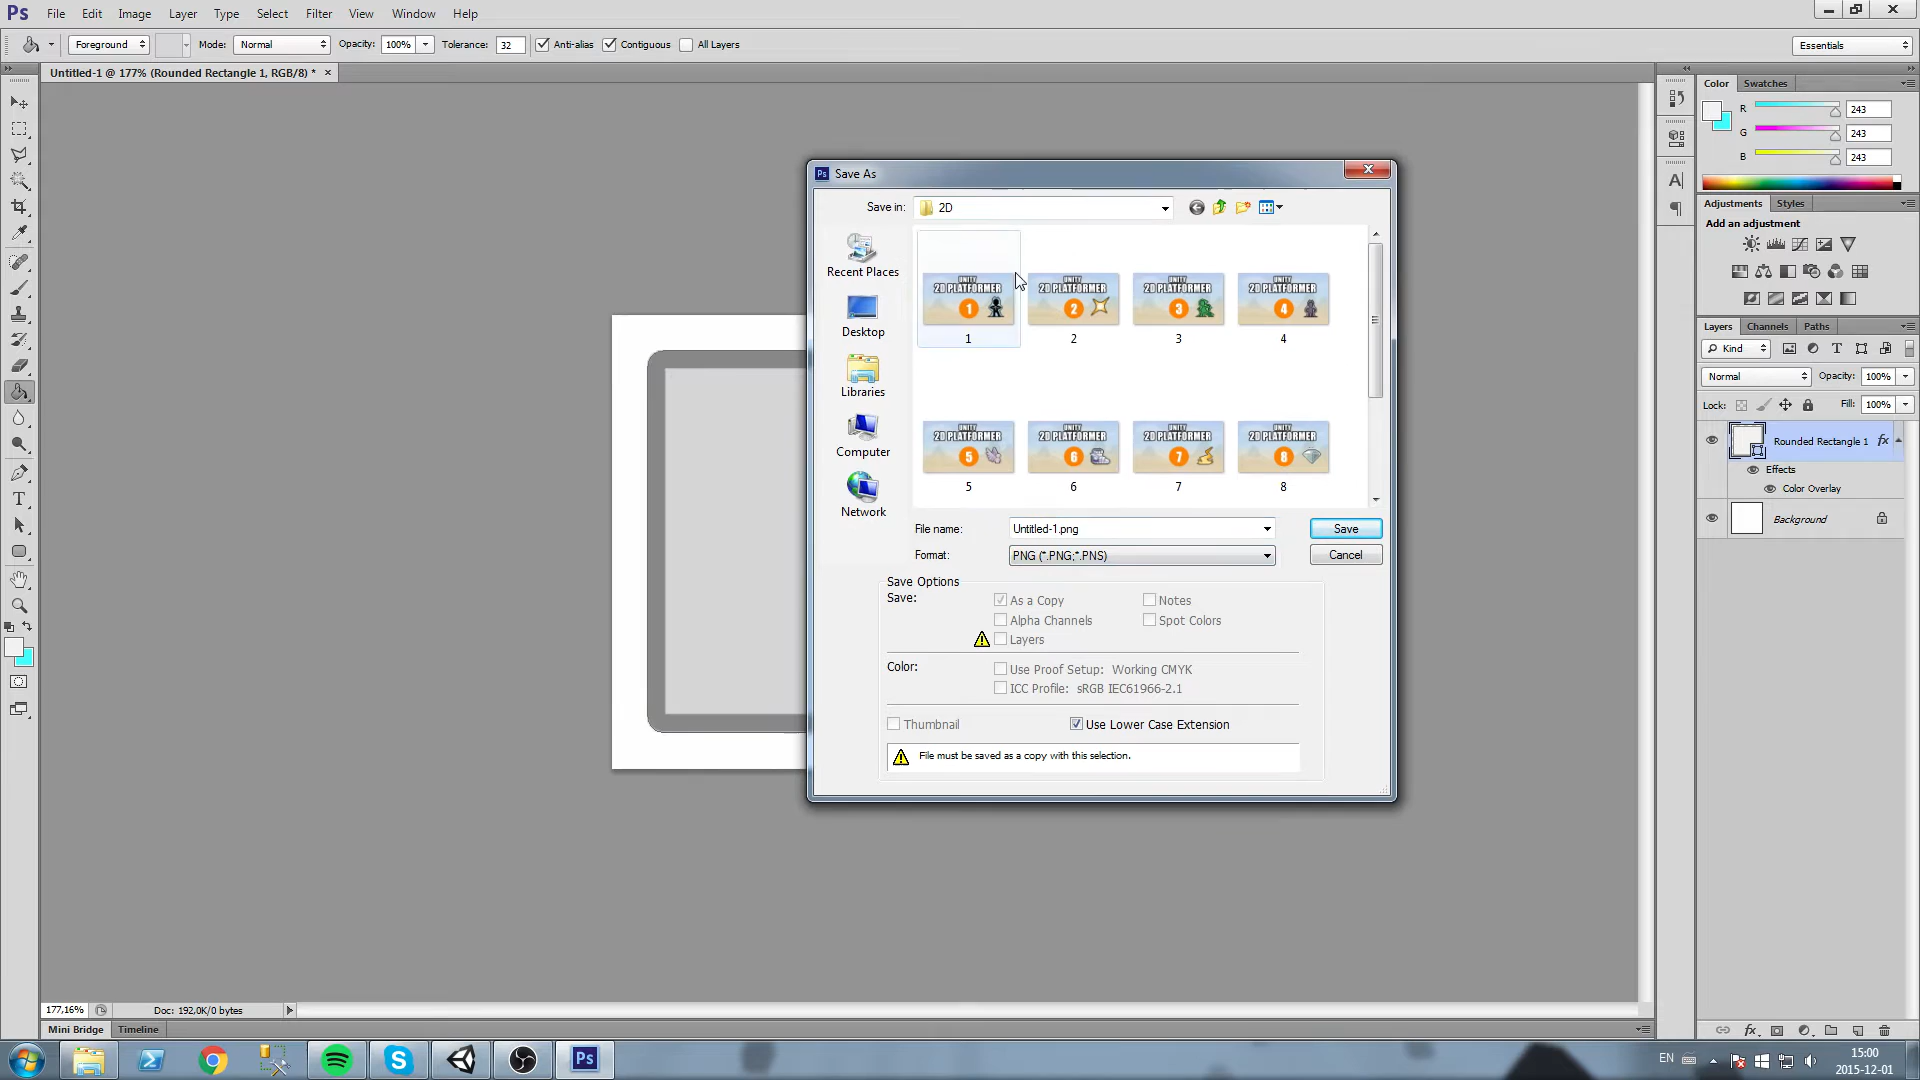 Ps File Edit Image Layer Type Select Filter View Window Help
Foreground Mode: Normal Opacity: 100% Tolerance: 32 Anti-alias Contiguous All Layers Essentials
Untitled-1 @ 177% (Rounded Rectangle 1, RGB/8) * ×
Color Swatches
R 243
G 243
B 243
Adjustments Styles
Add an adjustment
Layers Channels Paths
Kind
Normal Opacity: 100%
Lock: Fill: 100%
Rounded Rectangle 1 fx
Effects
Color Overlay
Background
Save As
Save in: 2D
Recent Places
Desktop
Libraries
Computer
Network
UNITY UNITY UNITY UNITY
2D PLATFORMER 2D PLATFORMER 2D PLATFORMER 2D PLATFORMER
1 2 3 4
1 2 3 4
UNITY UNITY UNITY UNITY
2D PLATFORMER 2D PLATFORMER 2D PLATFORMER 2D PLATFORMER
5 6 7 8
5 6 7 8
File name: Untitled-1.png Save
Format: PNG (*.PNG;*.PNS) Cancel
Save Options
Save: As a Copy Notes
Alpha Channels Spot Colors
Layers
Color: Use Proof Setup: Working CMYK
ICC Profile: sRGB IEC61966-2.1
Thumbnail Use Lower Case Extension
File must be saved as a copy with this selection.
177,16% Doc: 192,0K/0 bytes
Mini Bridge Timeline
EN 15:00
2015-12-01